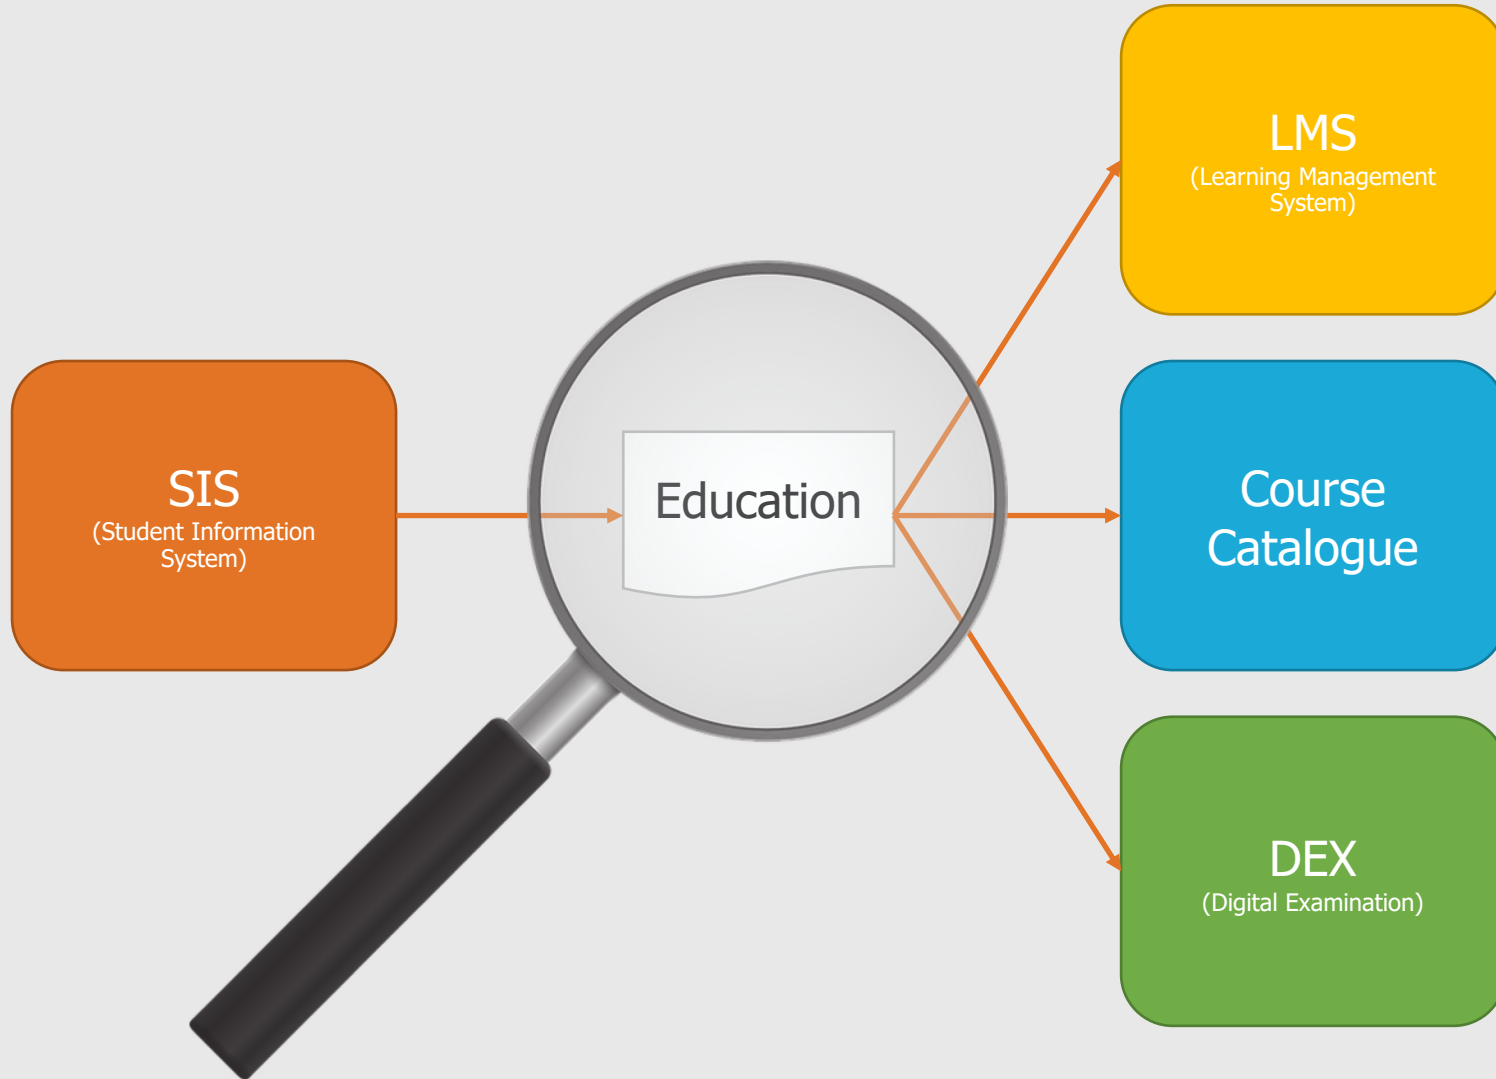 LMS
(Learning Management
System)
SIS
(Student Information
System)
Education
Course
Catalogue
DEX
(Digital Examination)